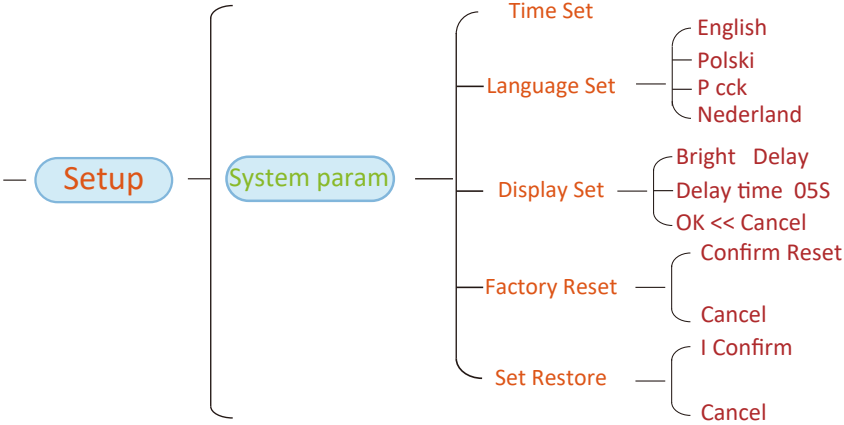 Setup
System param
Time Set
Language Set
English
Polski
P cck
Nederland
Display Set
Bright Delay
Delay time 05S
OK << Cancel
Factory Reset
Confirm Reset
Cancel
Set Restore
I Confirm
Cancel